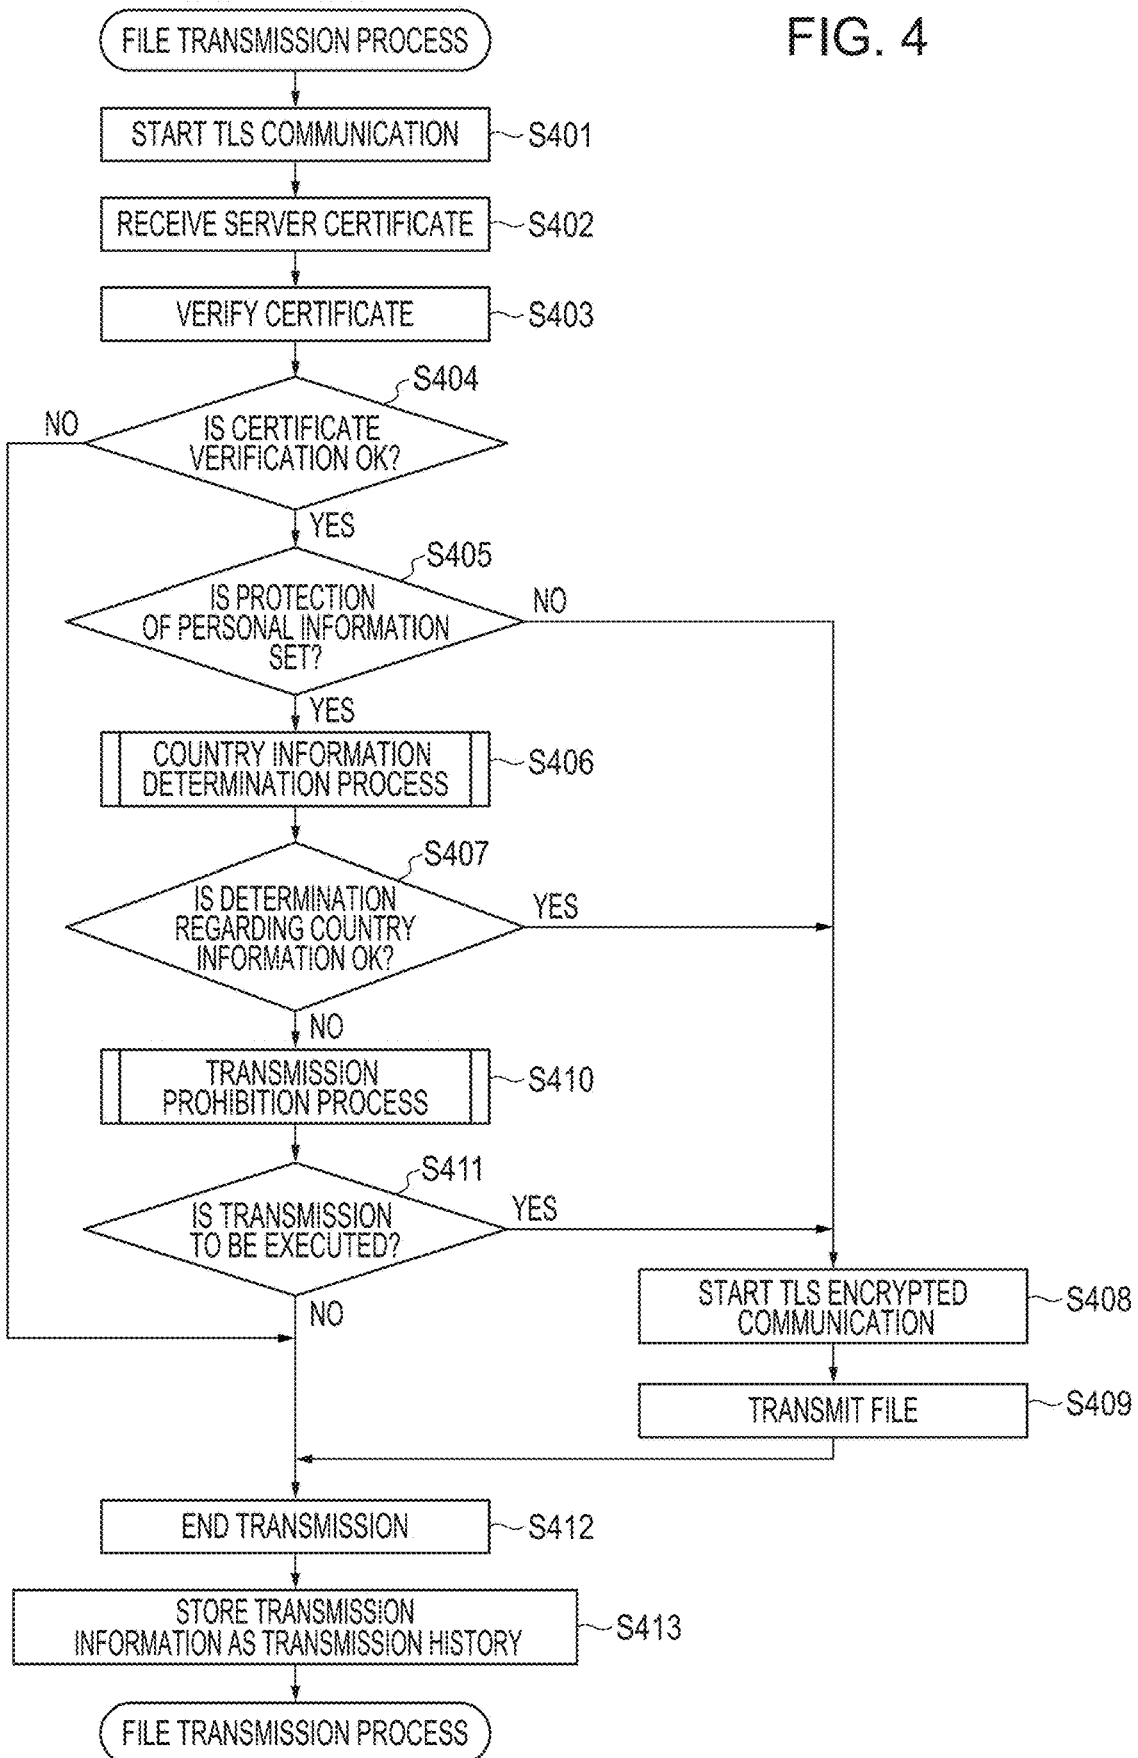 FIG. 4
FILE TRANSMISSION PROCESS
START TLS COMMUNICATION
S401
RECEIVE SERVER CERTIFICATE
S402
VERIFY CERTIFICATE
S403
S404
NO
IS CERTIFICATE
VERIFICATION OK?
YES
S405
IS PROTECTION
OF PERSONAL INFORMATION
SET?
NO
YES
COUNTRY INFORMATION
DETERMINATION PROCESS
S406
S407
IS DETERMINATION
REGARDING COUNTRY
INFORMATION OK?
YES
NO
TRANSMISSION
PROHIBITION PROCESS
S410
S411
IS TRANSMISSION
TO BE EXECUTED?
YES
NO
START TLS ENCRYPTED
COMMUNICATION
S408
TRANSMIT FILE
S409
END TRANSMISSION
S412
STORE TRANSMISSION
INFORMATION AS TRANSMISSION HISTORY
S413
FILE TRANSMISSION PROCESS